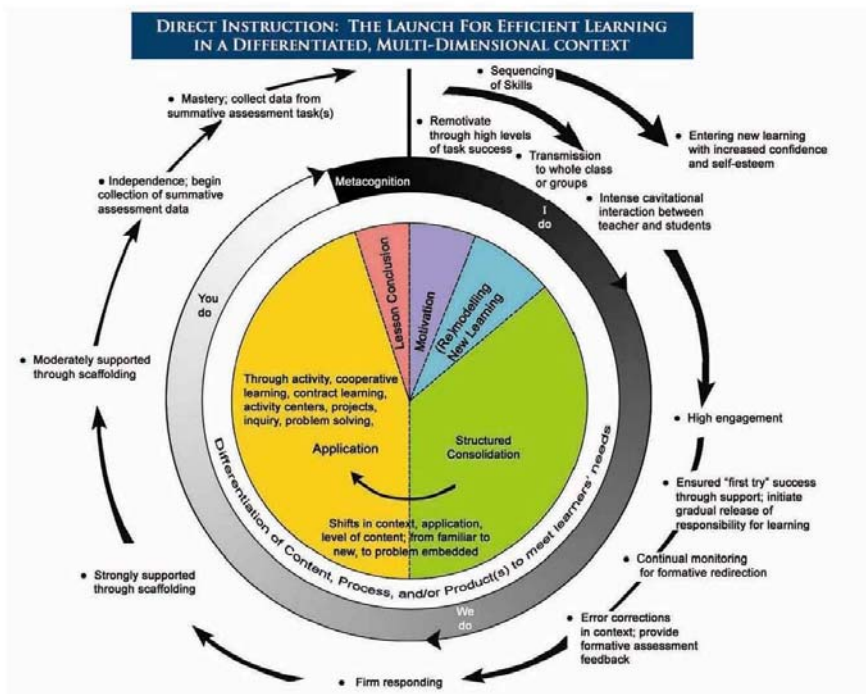 DIRECT INSTRUCTION: THE LAUNCH FOR EFFICIENT LEARNING
IN A DIFFERENTIATED, MULTI-DIMENSIONAL CONTEXT
• Sequencing
of Skills
• Entering new learning
with increased confidence
and self-esteem
• Remotivate
through high levels
of task success
• Transmission
to whole class
or groups
• Intense cavitational
interaction between
teacher and students
• High engagement
• Ensured "first try" success
through support; initiate
gradual release of
responsibility for learning
• Continual monitoring
for formative redirection
• Error corrections
in context; provide
formative assessment
feedback
• Firm responding
• Strongly supported
through scaffolding
• Moderately supported
through scaffolding
• Independence; begin
collection of summative
assessment data
• Mastery; collect data from
summative assessment task(s)
Metacognition
I
do
We
do
You
do
Differentiation of Content, Process, and/or Product(s) to meet learners' needs
Lesson Conclusion
Motivation
(Re)modelling
New Learning
Structured
Consolidation
Through activity, cooperative
learning, contract learning,
activity centers, projects,
inquiry, problem solving,
Application
Shifts in context, application,
level of content; from familiar to
new, to problem embedded